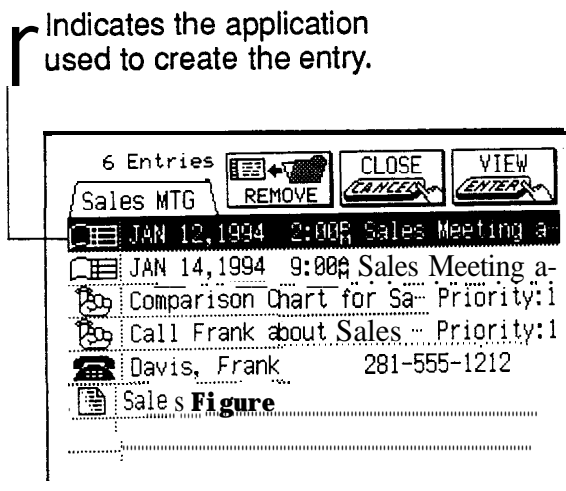 Indicates the application
used to create the entry.
6 Entries
REMOVE
CLOSE
CANCEL
VIEW
ENTER
Sales MTG
JAN 12,1994 2:00P Sales Meeting a
JAN 14,1994 9:00A Sales Meeting a-
Comparison Chart for Sa… Priority:1
Call Frank about Sales … Priority:1
Davis, Frank 281-555-1212
Sales Figure